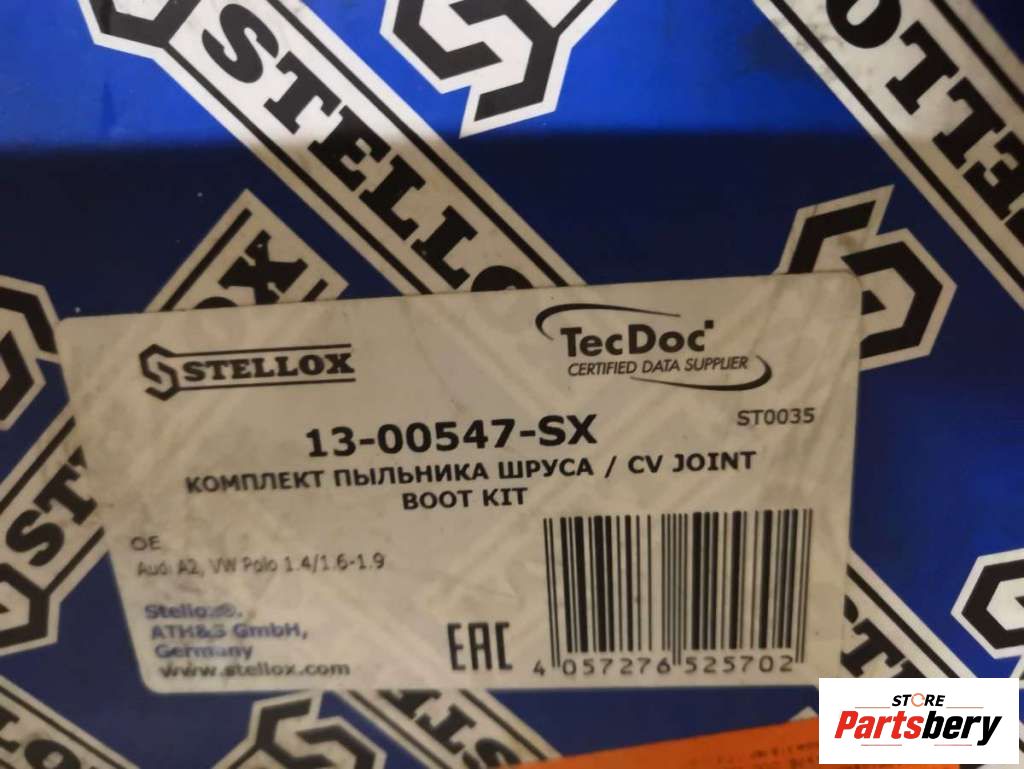 STELLOX
STELLOX
TecDoc
CERTIFIED DATA SUPPLIER
ST0035
13-00547-SX
КОМПЛЕКТ ПЫЛЬНИКА ШРУСА / CV JOINT
BOOT KIT
OE
Audi A2, VW Polo 1.4/1.6-1.9
Stellox®,
ATH&S GmbH,
Germany
www.stellox.com
EAC
4 057276 525702
STORE
Partsbery